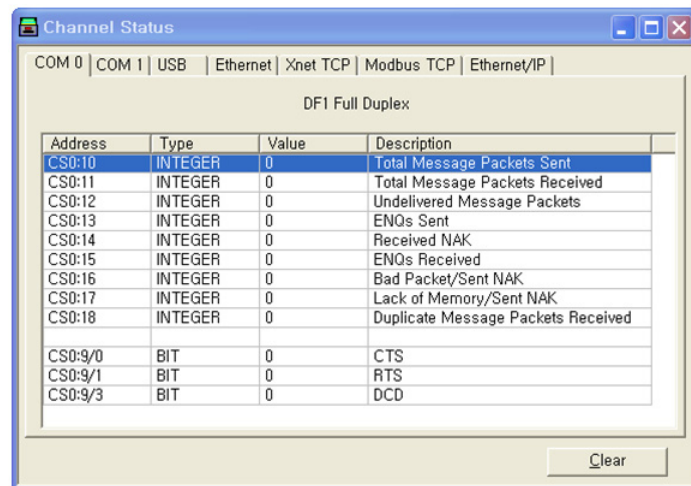 Channel Status
COM 0 COM 1 USB Ethernet Xnet TCP Modbus TCP Ethernet/IP
DF1 Full Duplex
Address Type Value Description
CS0:10 INTEGER 0 Total Message Packets Sent
CS0:11 INTEGER 0 Total Message Packets Received
CS0:12 INTEGER 0 Undelivered Message Packets
CS0:13 INTEGER 0 ENQs Sent
CS0:14 INTEGER 0 Received NAK
CS0:15 INTEGER 0 ENQs Received
CS0:16 INTEGER 0 Bad Packet/Sent NAK
CS0:17 INTEGER 0 Lack of Memory/Sent NAK
CS0:18 INTEGER 0 Duplicate Message Packets Received
CS0:9/0 BIT 0 CTS
CS0:9/1 BIT 0 RTS
CS0:9/3 BIT 0 DCD
Clear